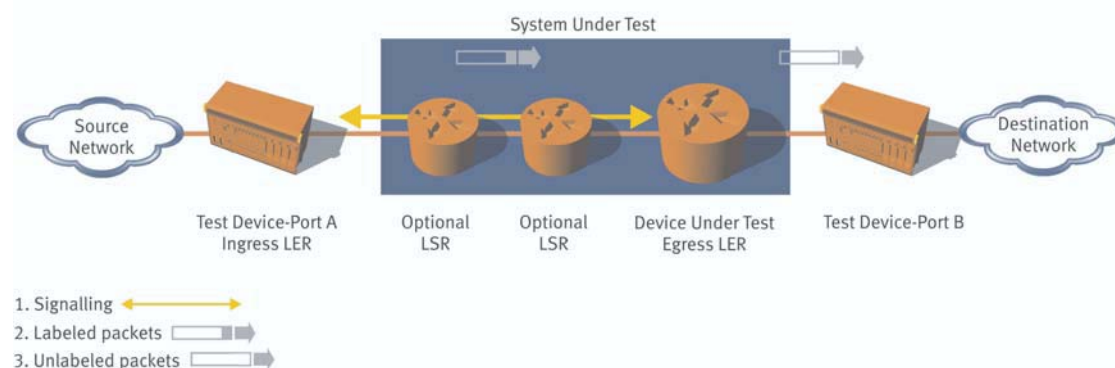 System Under Test
Source
Network
Destination
Network
Test Device-Port A
Ingress LER
Optional
LSR
Optional
LSR
Device Under Test
Egress LER
Test Device-Port B
1. Signalling
2. Labeled packets
3. Unlabeled packets